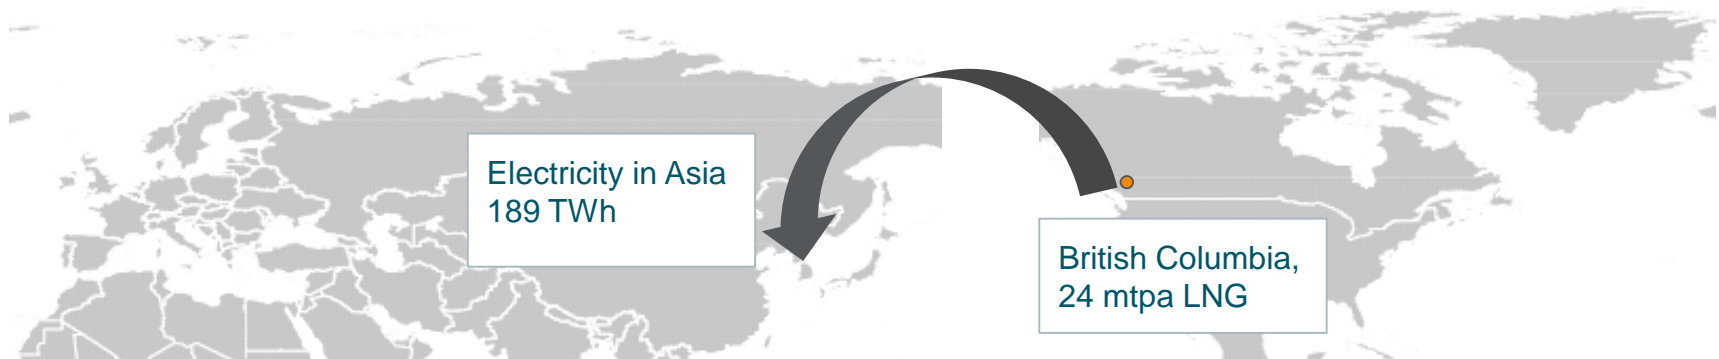 Electricity in Asia
189 TWh
British Columbia,
24 mtpa LNG